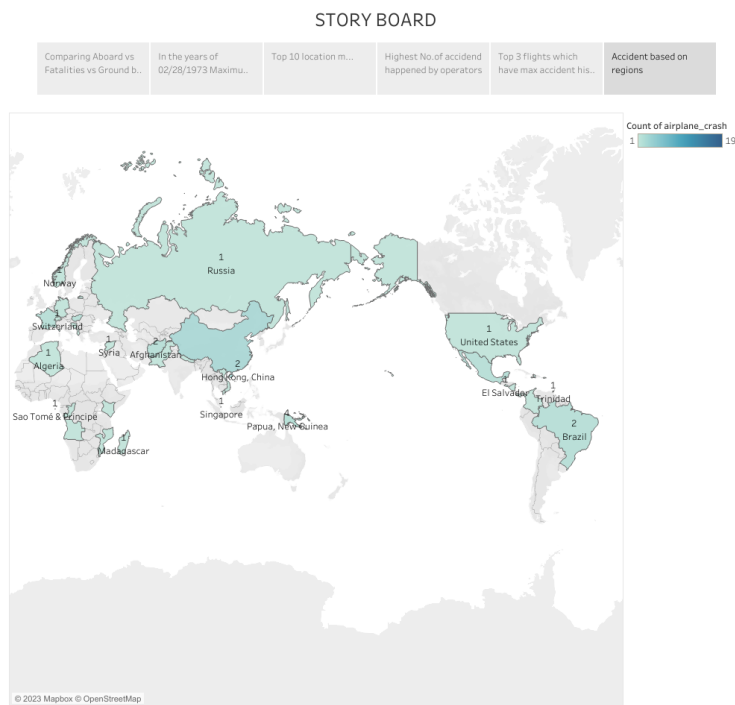 STORY BOARD
Comparing Aboard vs
Fatalities vs Ground b..
In the years of
02/28/1973 Maximu..
Top 10 location m...
Highest No.of accidend
happened by operators
Top 3 flights which
have max accident his..
Accident based on
regions
Count of airplane_crash
1
19
1
Russia
1
Norway
1
Switzerland
1
Algeria
1
Syria
2
Afghanistan
2
Hong Kong, China
1
Sao Tomé & Principe
1
Singapore
4
Papua, New Guinea
1
Madagascar
1
United States
El Salvador
1
Trinidad
2
Brazil
© 2023 Mapbox © OpenStreetMap